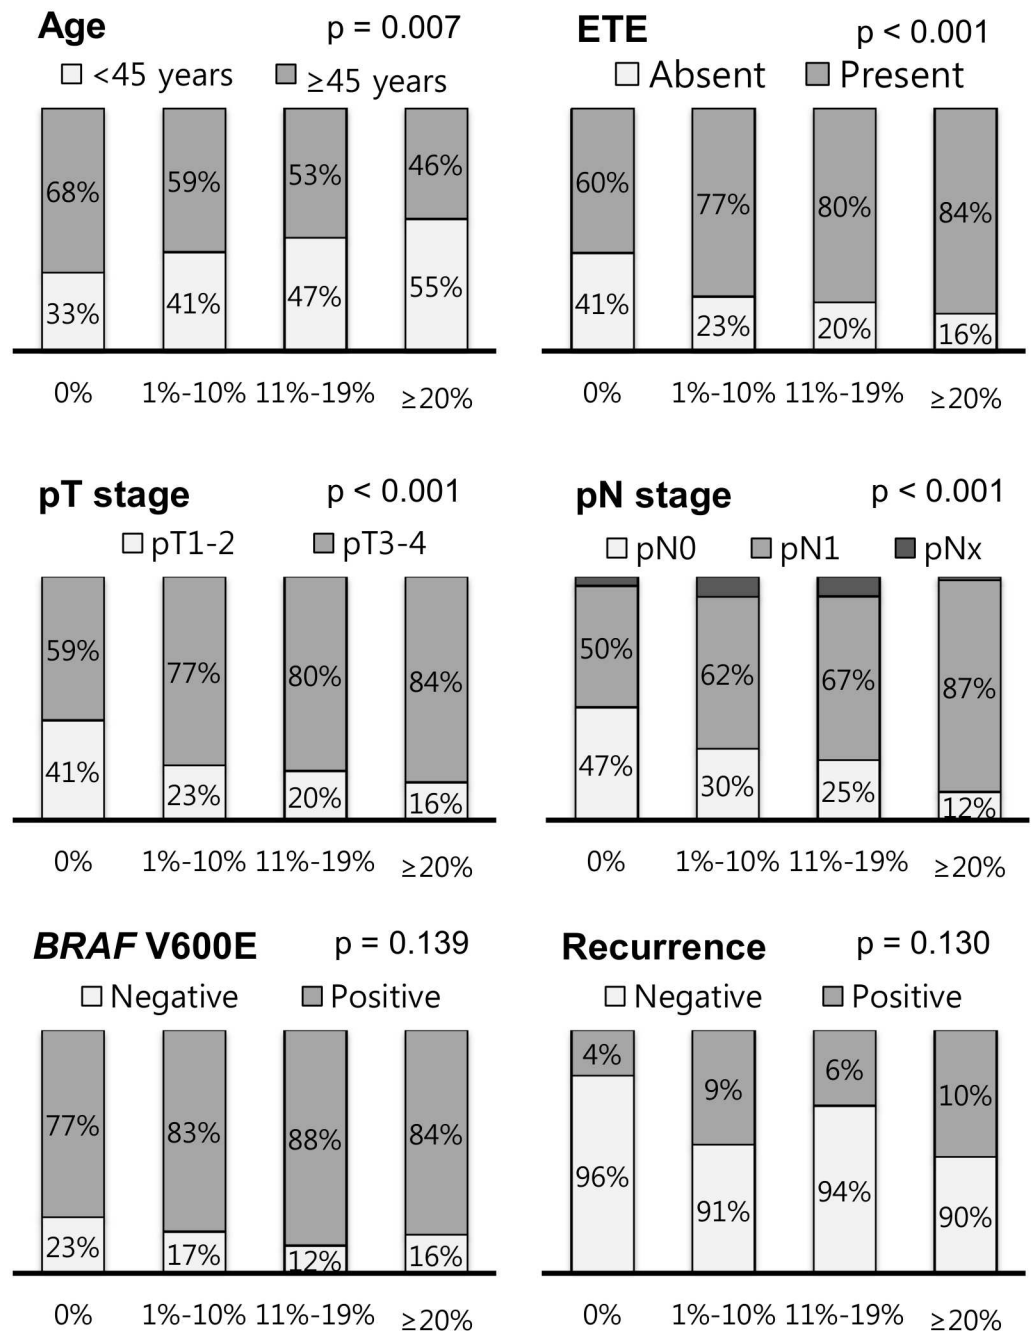 Age p = 0.007
<45 years ≥45 years
68% 59% 53% 46%
33% 41% 47% 55%
0% 1%-10% 11%-19% ≥20%
ETE p < 0.001
Absent Present
60% 77% 80% 84%
41% 23% 20% 16%
0% 1%-10% 11%-19% ≥20%
pT stage p < 0.001
pT1-2 pT3-4
59% 77% 80% 84%
41% 23% 20% 16%
0% 1%-10% 11%-19% ≥20%
pN stage p < 0.001
pN0 pN1 pNx
50% 62% 67% 87%
47% 30% 25% 12%
0% 1%-10% 11%-19% ≥20%
BRAF V600E p = 0.139
Negative Positive
77% 83% 88% 84%
23% 17% 12% 16%
0% 1%-10% 11%-19% ≥20%
Recurrence p = 0.130
Negative Positive
4% 9% 6% 10%
96% 91% 94% 90%
0% 1%-10% 11%-19% ≥20%